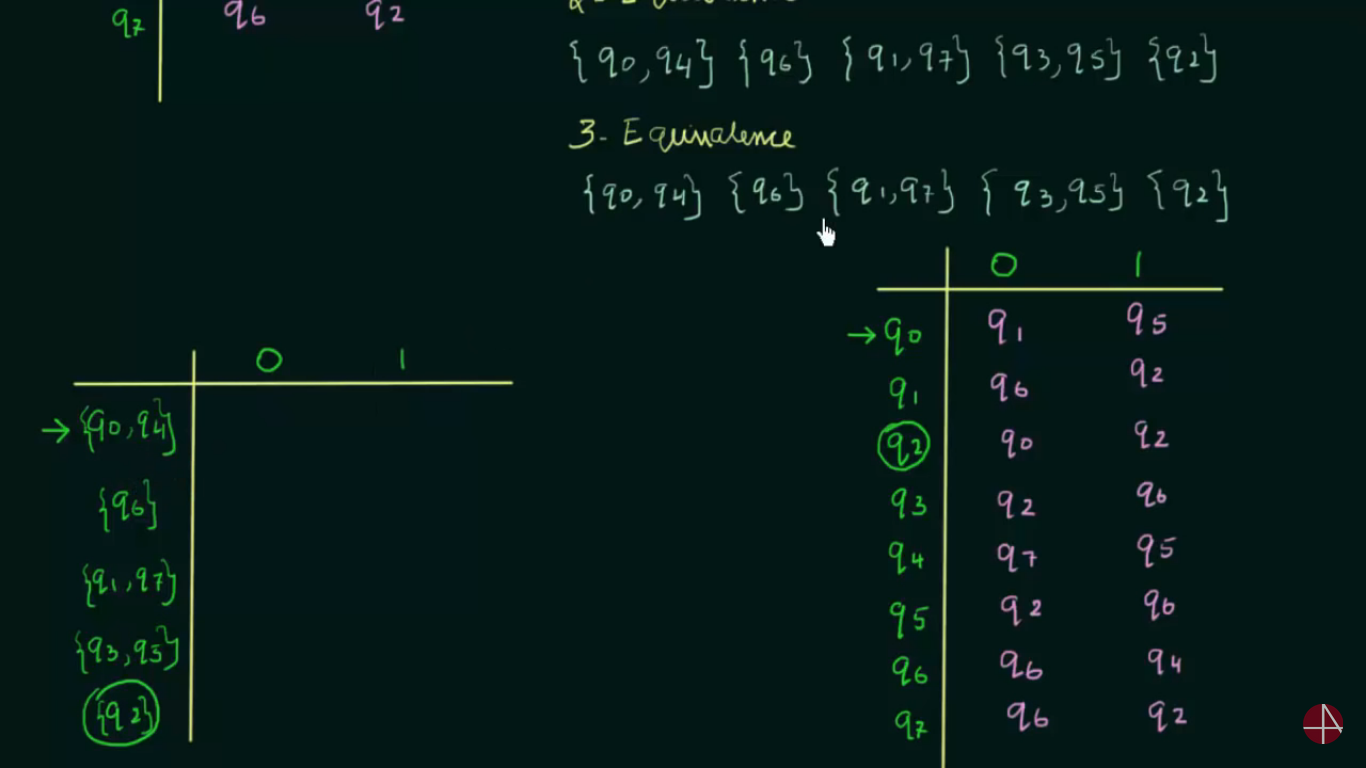 q7 q6 q2
{q0,q4} {q6} {q1,q7} {q3,q5} {q2}
3- Equivalence
{q0,q4} {q6} {q1,q7} {q3,q5} {q2}
0 1
→ q0 q1 q5
q1 q6 q2
q2 q0 q2
q3 q2 q6
q4 q7 q5
q5 q2 q6
q6 q6 q4
q7 q6 q2
0 1
→ {q0,q4}
{q6}
{q1,q7}
{q3,q5}
{q2}